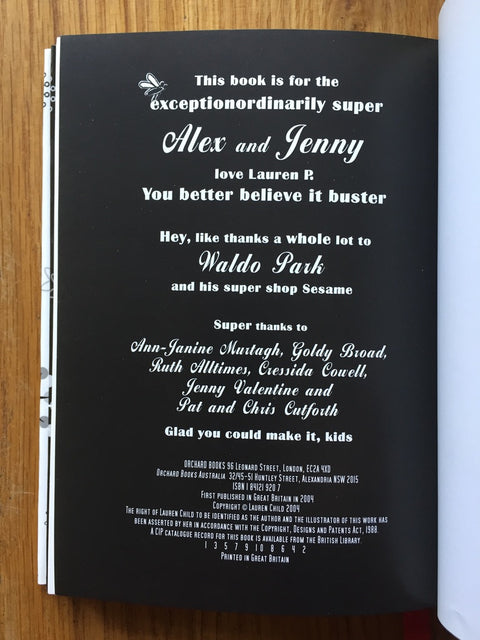 This book is for the
exceptionordinarily super
Alex and Jenny
love Lauren P.
You better believe it buster
Hey, like thanks a whole lot to
Waldo Park
and his super shop Sesame
Super thanks to
Ann-Janine Murtagh, Goldy Broad,
Ruth Alltimes, Cressida Cowell,
Jenny Valentine and
Pat and Chris Cutforth
Glad you could make it, kids
ORCHARD BOOKS 96 LEONARD STREET, LONDON, EC2A 4XD
ORCHARD BOOKS AUSTRALIA 32/45-51 HUNTLEY STREET, ALEXANDRIA NSW 2015
ISBN 1 84121 920 7
FIRST PUBLISHED IN GREAT BRITAIN IN 2004
COPYRIGHT © LAUREN CHILD 2004
THE RIGHT OF LAUREN CHILD TO BE IDENTIFIED AS THE AUTHOR AND THE ILLUSTRATOR OF THIS WORK HAS
BEEN ASSERTED BY HER IN ACCORDANCE WITH THE COPYRIGHT, DESIGNS AND PATENTS ACT, 1988.
A CIP CATALOGUE RECORD FOR THIS BOOK IS AVAILABLE FROM THE BRITISH LIBRARY.
1 3 5 7 9 10 8 6 4 2
PRINTED IN GREAT BRITAIN